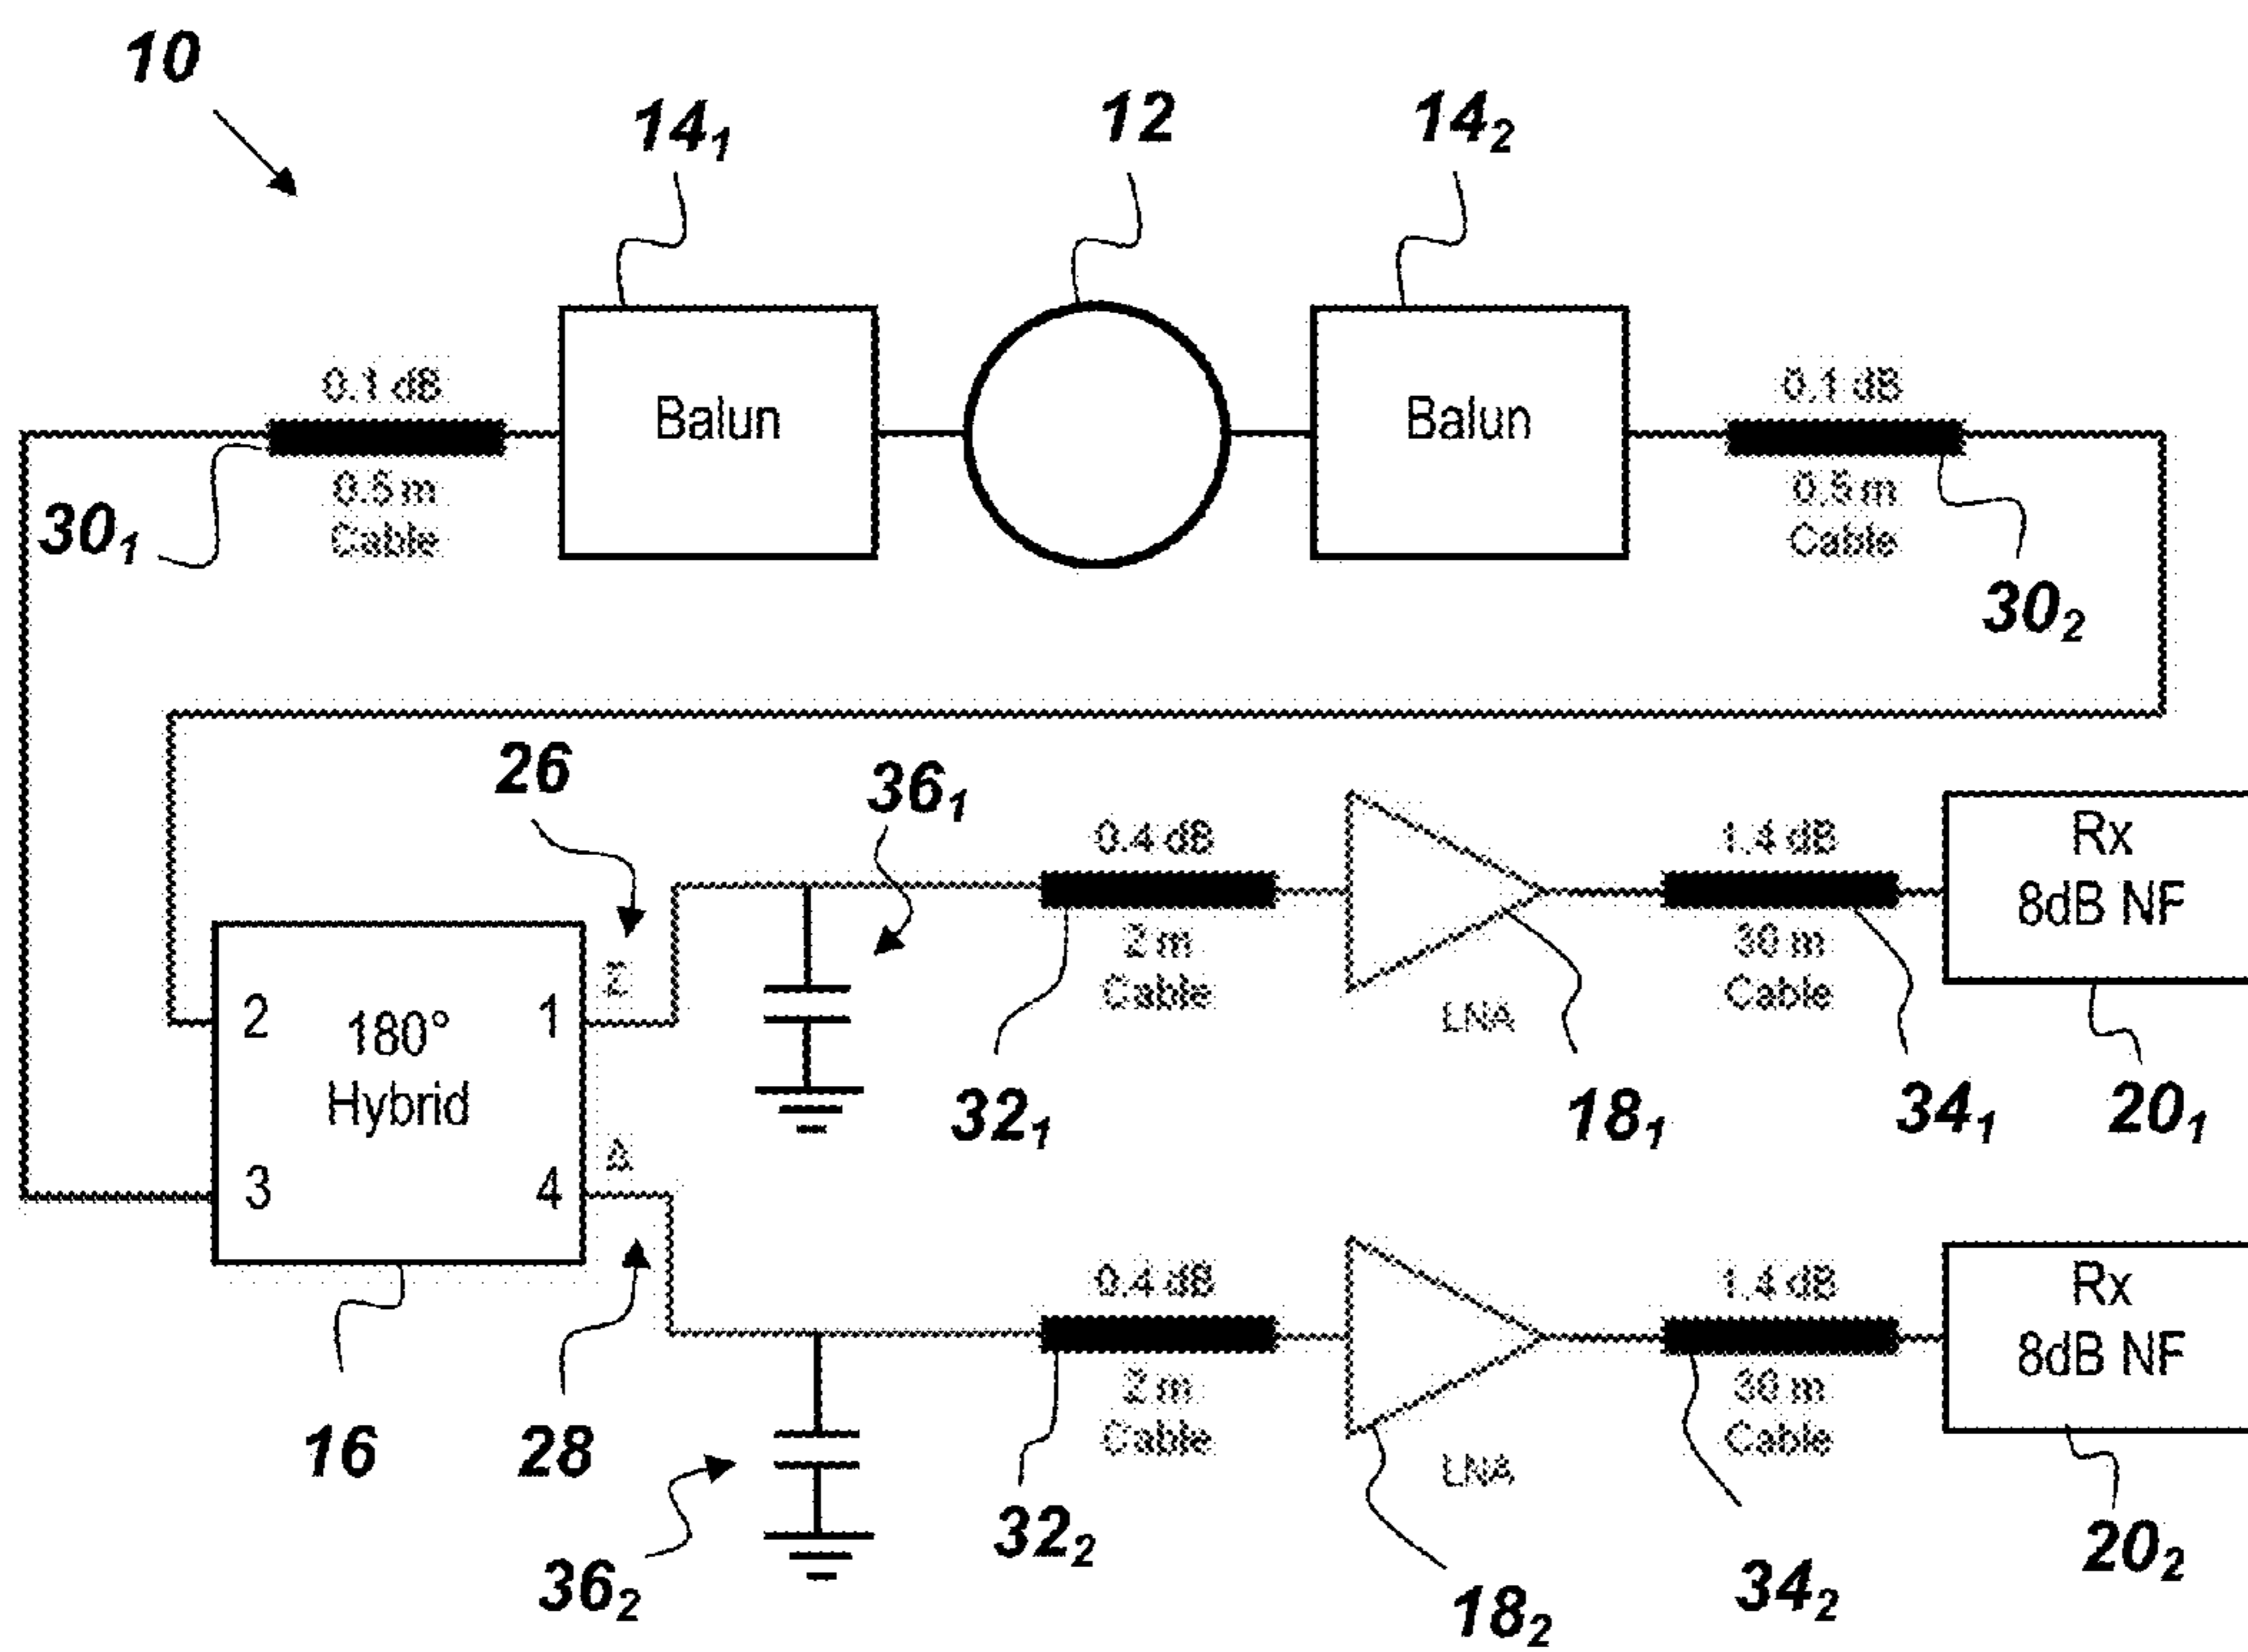 10
14₁
12
14₂
0.1 dB
Balun
Balun
0.1 dB
30₁
0.5 m
Cable
0.5 m
Cable
30₂
26
36₁
0.4 dB
1.4 dB
Rx
8dB NF
Σ
2 m
Cable
30 m
Cable
2
180°
Hybrid
1
LNA
32₁
18₁
34₁
20₁
Δ
3
4
0.4 dB
1.4 dB
Rx
8dB NF
2 m
Cable
30 m
Cable
16
28
LNA
32₂
36₂
18₂
34₂
20₂